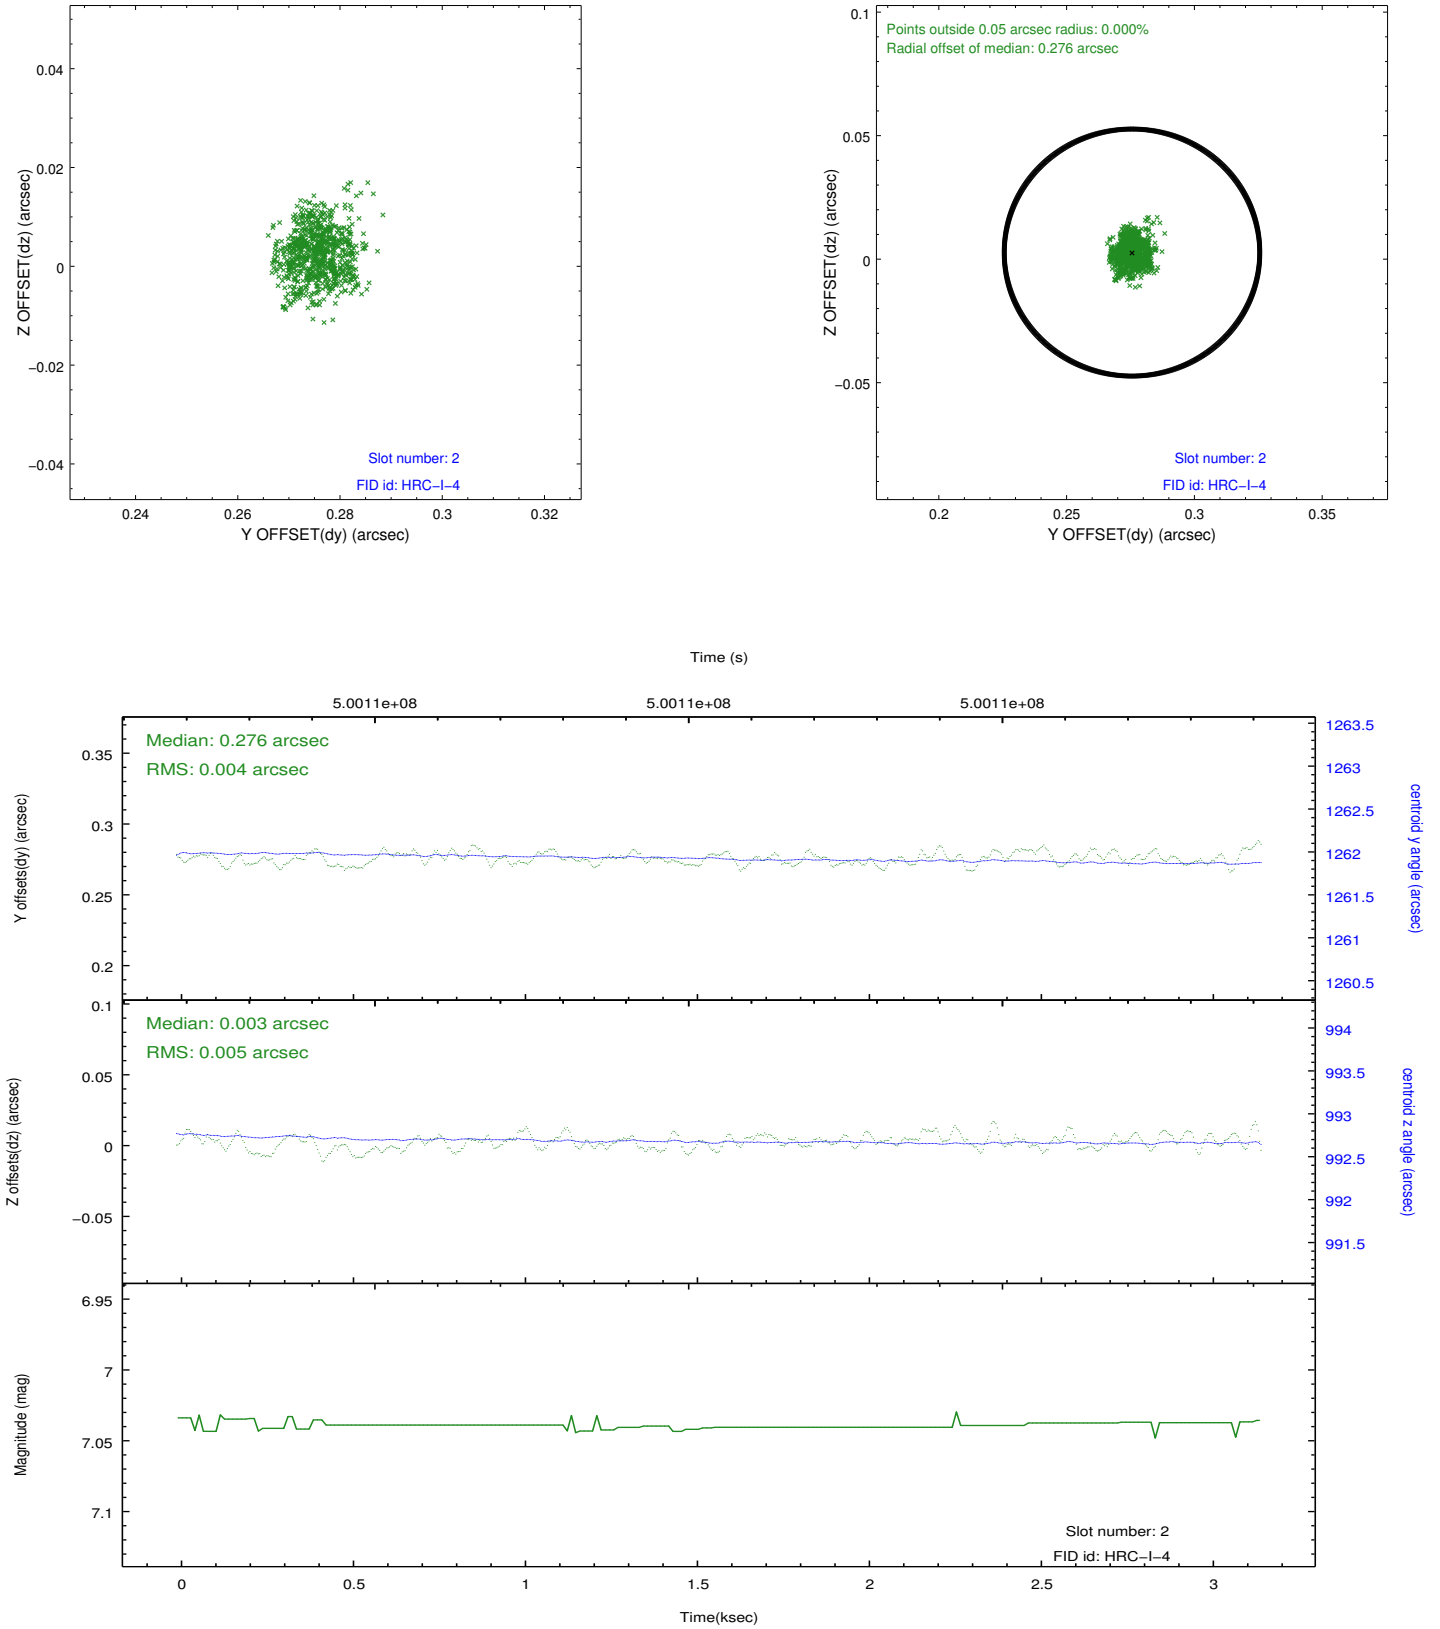 0.04
0.02
0
−0.02
−0.04
Z OFFSET(dz) (arcsec)
Slot number: 2
FID id: HRC−I−4
0.24
0.26
0.28
0.3
0.32
Y OFFSET(dy) (arcsec)
0.1
0.05
0
−0.05
Z OFFSET(dz) (arcsec)
Points outside 0.05 arcsec radius: 0.000%
Radial offset of median: 0.276 arcsec
Slot number: 2
FID id: HRC−I−4
0.2
0.25
0.3
0.35
Y OFFSET(dy) (arcsec)
Time (s)
5.0011e+08
5.0011e+08
5.0011e+08
Median: 0.276 arcsec
RMS: 0.004 arcsec
0.35
0.3
0.25
0.2
Y offsets(dy) (arcsec)
1263.5
1263
1262.5
1262
1261.5
1261
1260.5
centroid y angle (arcsec)
Median: 0.003 arcsec
RMS: 0.005 arcsec
0.1
0.05
0
−0.05
Z offsets(dz) (arcsec)
994
993.5
993
992.5
992
991.5
centroid z angle (arcsec)
6.95
7
7.05
7.1
Magnitude (mag)
Slot number: 2
FID id: HRC−I−4
0
0.5
1
1.5
2
2.5
3
Time(ksec)